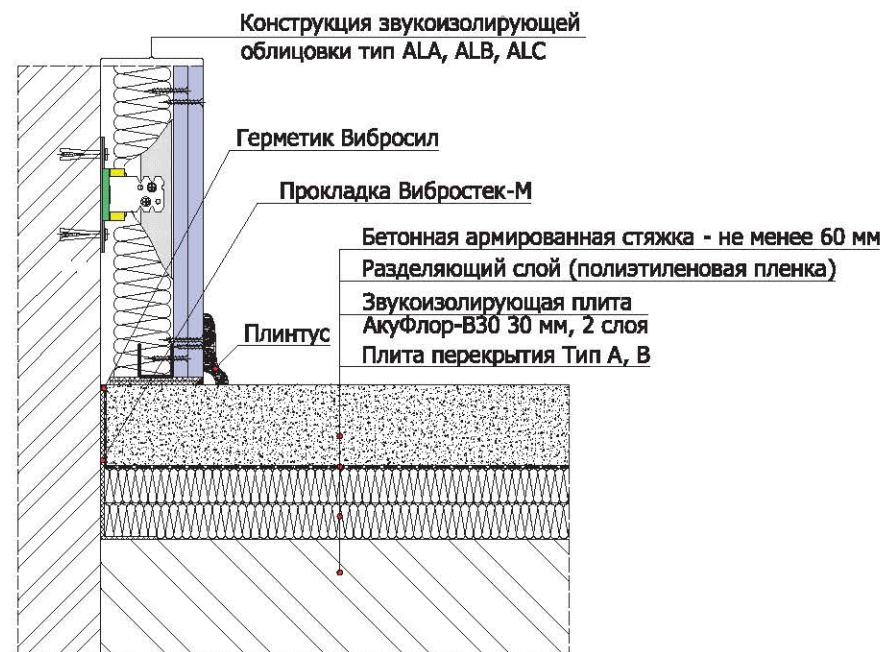 Конструкция звукоизолирующей
облицовки тип ALA, ALB, ALC
Герметик Вибросил
Прокладка Вибростек-М
Бетонная армированная стяжка - не менее 60 мм
Разделяющий слой (полиэтиленовая пленка)
Звукоизолирующая плита
АкуФлор-В30 30 мм, 2 слоя
Плинтус
Плита перекрытия Тип А, В